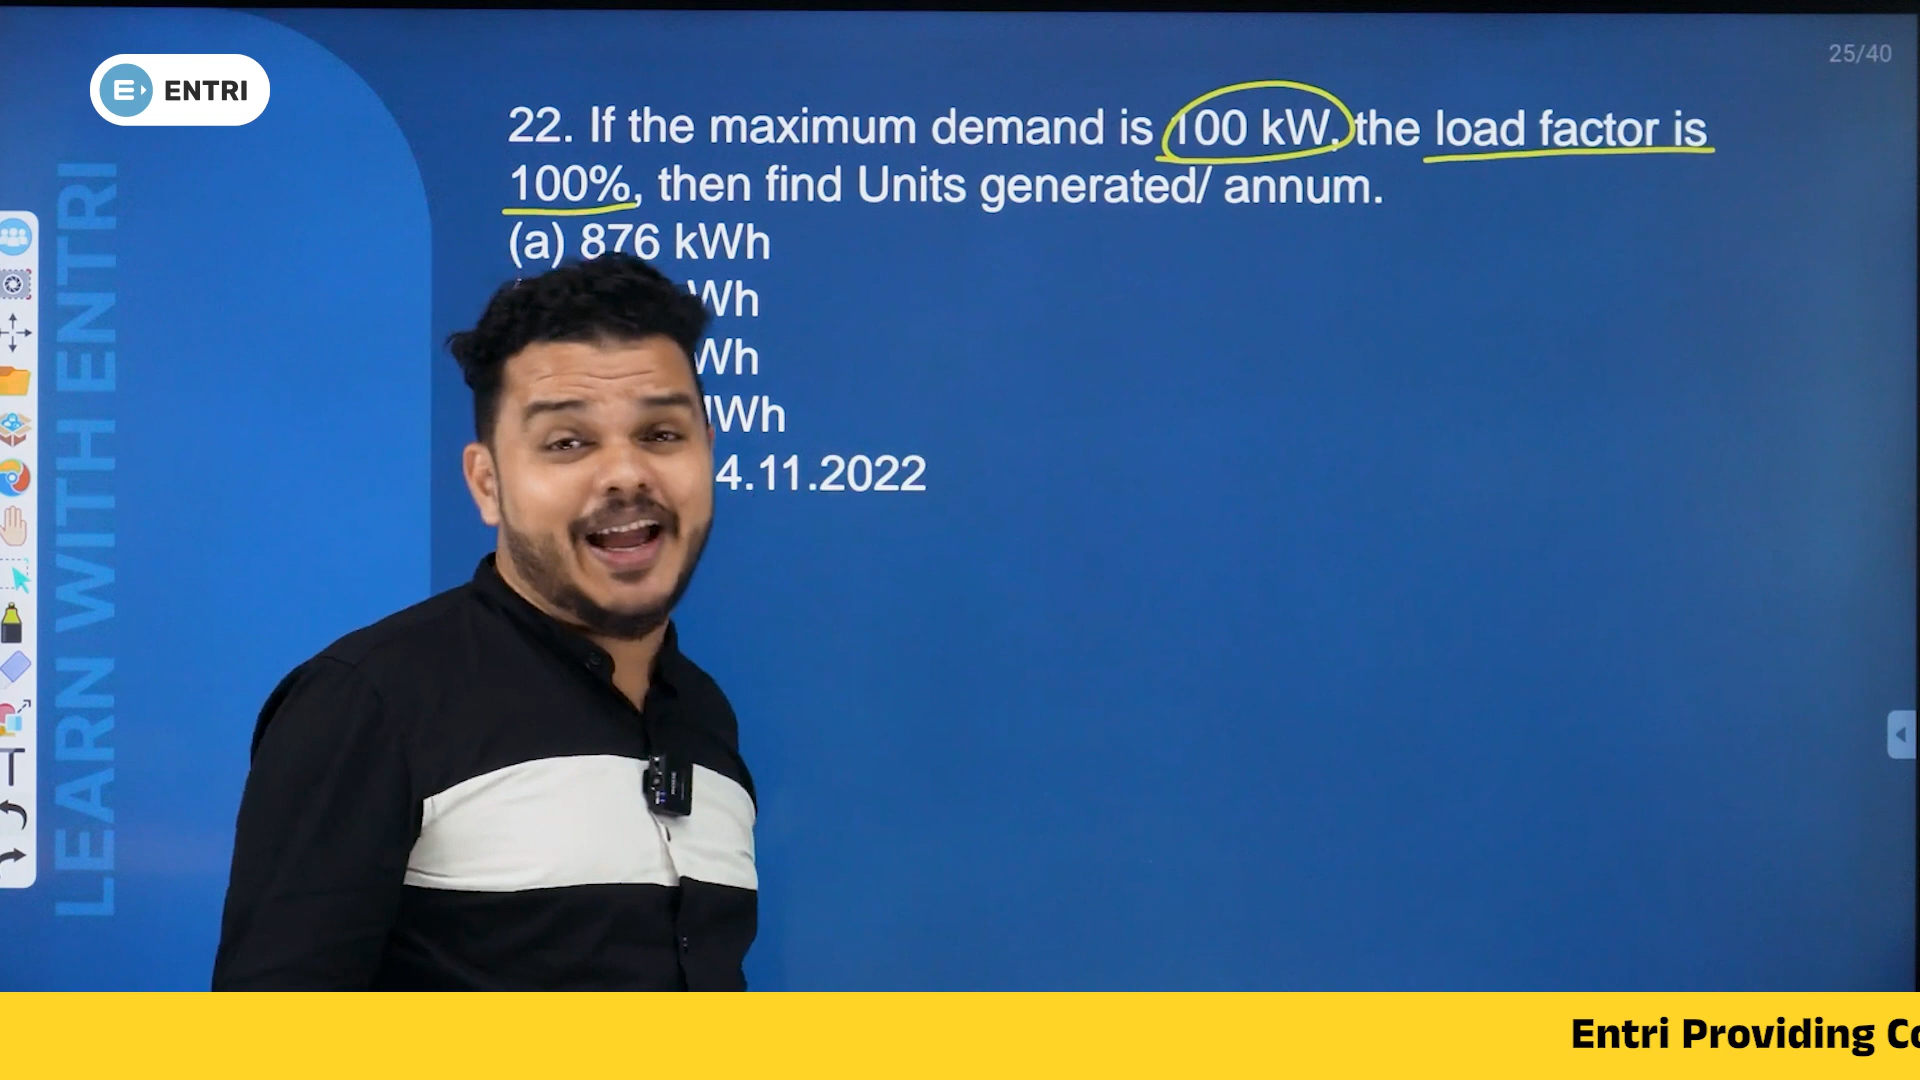 25/40
ENTRI
22. If the maximum demand is 100 kW, the load factor is
100%, then find Units generated/ annum.
(a) 876 kWh
Wh
Wh
Wh
4.11.2022
LEARN WITH ENTRI
T
Entri Providing